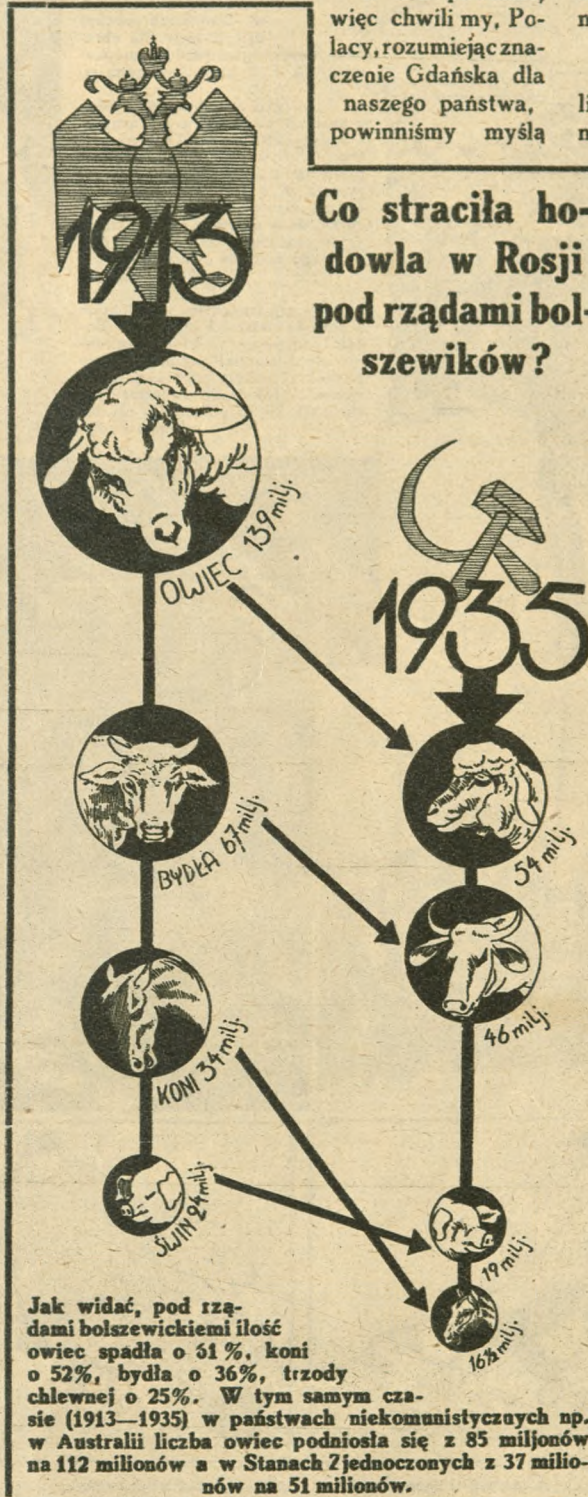 więc chwili my, Po-
lacy, rozumiejąc zna-
czenie Gdańska dla
naszego państwa,
powinniśmy myślą
Co straciła ho-
dowla w Rosji
pod rządami bol-
szewików?
1913
OWIEC 139 milj.
BYDŁA 67 milj.
KONI 34 milj.
ŚWIN 24 milj.
1935
54 milj.
46 milj.
19 milj.
16½ milj.
Jak widać, pod rzą-
dami bolszewickiemi ilość
owiec spadła o 61 %, koni
o 52%, bydła o 36%, trzody
chlewnej o 25%. W tym samym cza-
sie (1913—1935) w państwach niekomunistycznych np.
w Australii liczba owiec podniosła się z 85 miljonów
na 112 milionów a w Stanach Zjednoczonych z 37 milio-
nów na 51 milionów.